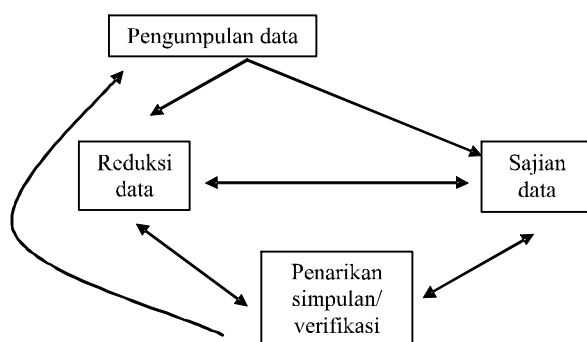 Pengumpulan data
Reduksi
data
Sajian
data
Penarikan
simpulan/
verifikasi